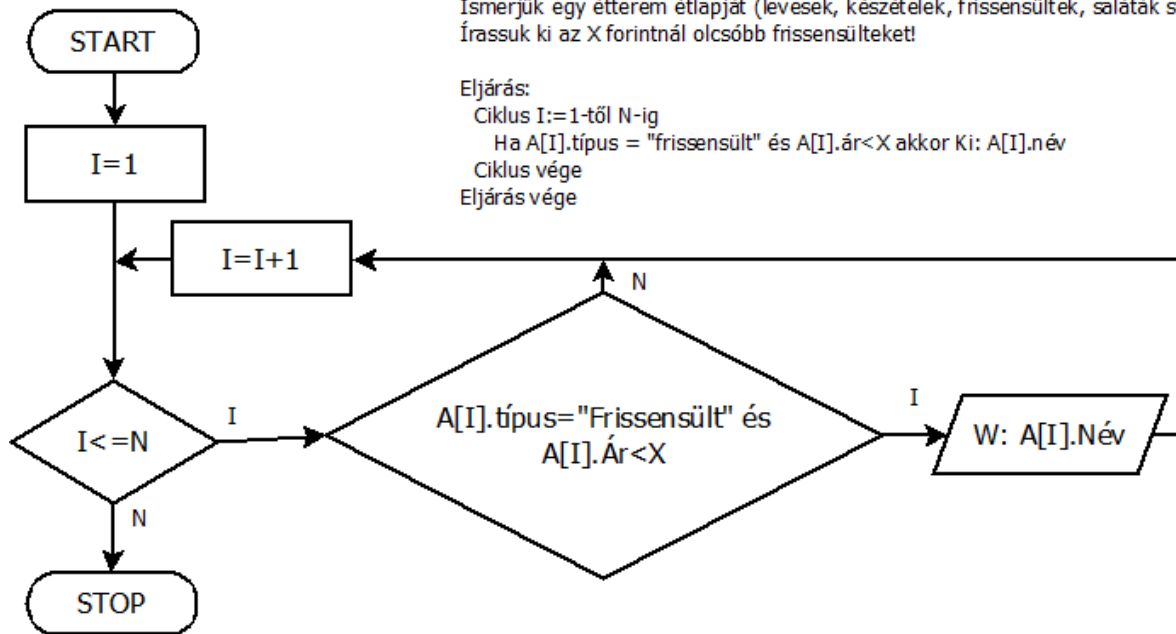 Ismerjük egy étterem étlapját (levesek, készételek, frissensültek, saláták
Írassuk ki az X forintnál olcsóbb frissensülteket!
Eljárás:
Ciklus I:=1-től N-ig
Ha A[I].típus = "frissensült" és A[I].ár<X akkor Ki: A[I].név
Ciklus vége
Eljárás vége
START
I=1
I=I+1
N
I<=N
I
A[I].típus="Frissensült" és
A[I].Ár<X
I
W: A[I].Név
N
STOP